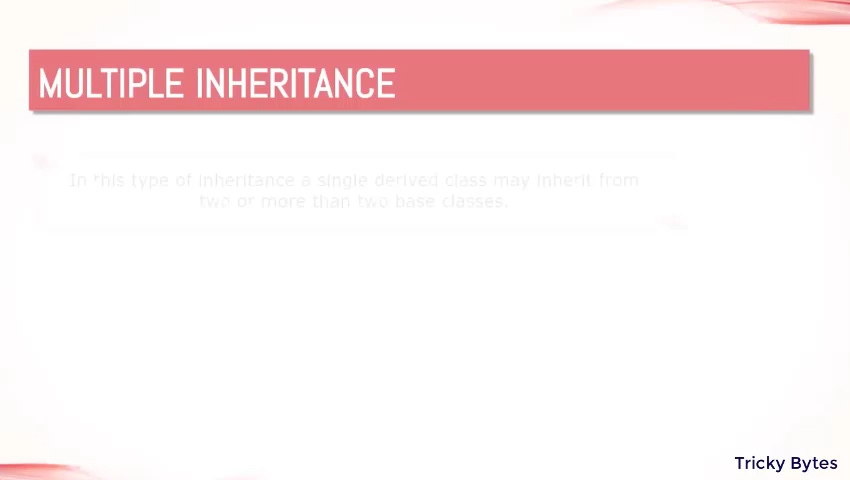 MULTIPLE INHERITANCE
In this type of inheritance a single derived class may inherit from
two or more than two base classes.
Tricky Bytes